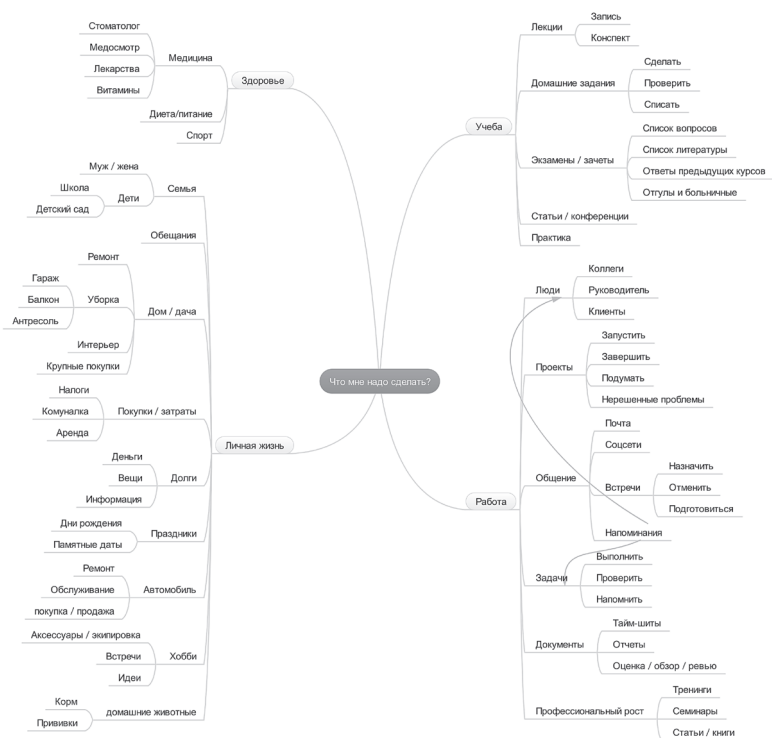 Что мне надо сделать?
Здоровье
Медицина
Стоматолог
Медосмотр
Лекарства
Витамины
Диета/питание
Спорт
Личная жизнь
Семья
Муж / жена
Дети
Школа
Детский сад
Обещания
Дом / дача
Ремонт
Уборка
Гараж
Балкон
Антресоль
Интерьер
Крупные покупки
Покупки / затраты
Налоги
Комуналка
Аренда
Долги
Деньги
Вещи
Информация
Праздники
Дни рождения
Памятные даты
Автомобиль
Ремонт
Обслуживание
покупка / продажа
Хобби
Аксессуары / экипировка
Встречи
Идеи
домашние животные
Корм
Прививки
Учеба
Лекции
Запись
Конспект
Домашние задания
Сделать
Проверить
Списать
Экзамены / зачеты
Список вопросов
Список литературы
Ответы предыдущих курсов
Отгулы и больничные
Статьи / конференции
Практика
Работа
Люди
Коллеги
Руководитель
Клиенты
Проекты
Запустить
Завершить
Подумать
Нерешенные проблемы
Общение
Почта
Соцсети
Встречи
Назначить
Отменить
Подготовиться
Напоминания
Задачи
Выполнить
Проверить
Напомнить
Документы
Тайм-шиты
Отчеты
Оценка / обзор / ревью
Профессиональный рост
Тренинги
Семинары
Статьи / книги